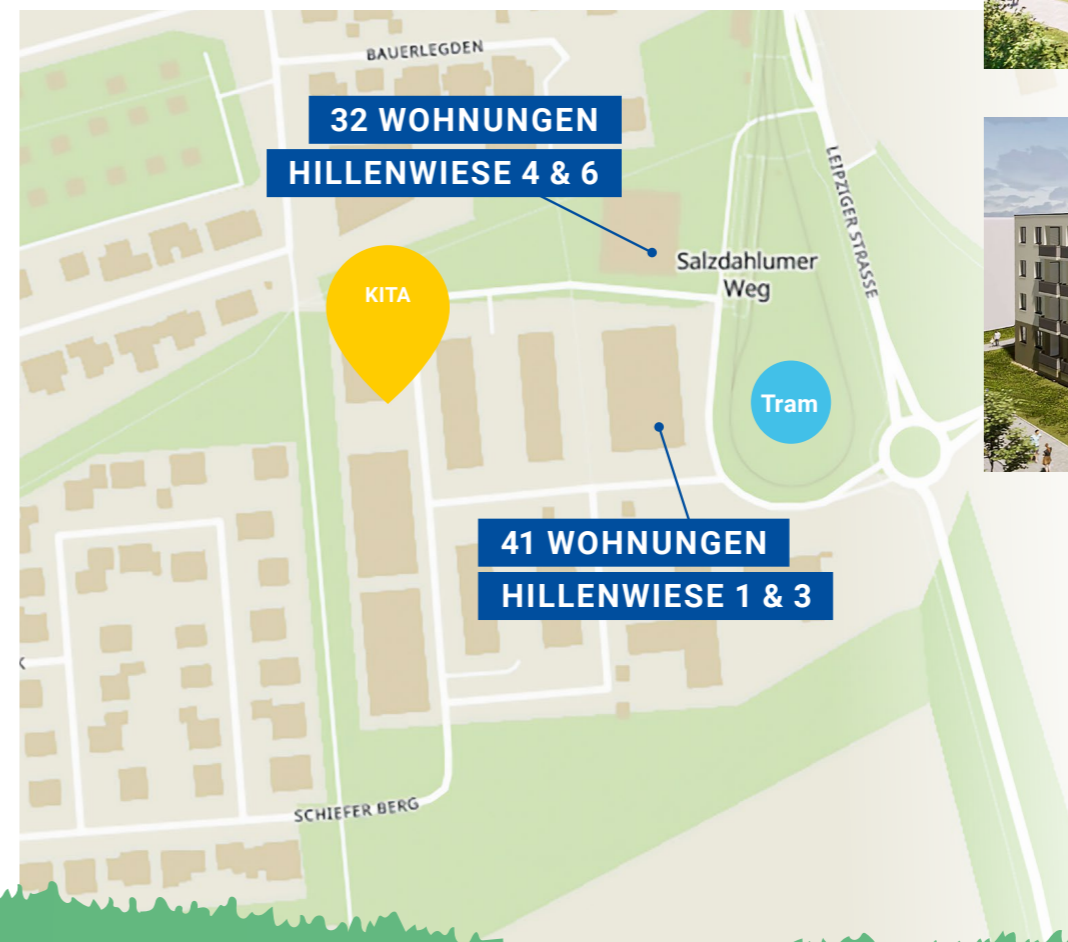 BAUERLEGDEN
32 WOHNUNGEN
HILLENWIESE 4 & 6
LEIPZIGER STRASSE
Salzdahlumer
Weg
KITA
Tram
41 WOHNUNGEN
HILLENWIESE 1 & 3
K
SCHIEFER BERG